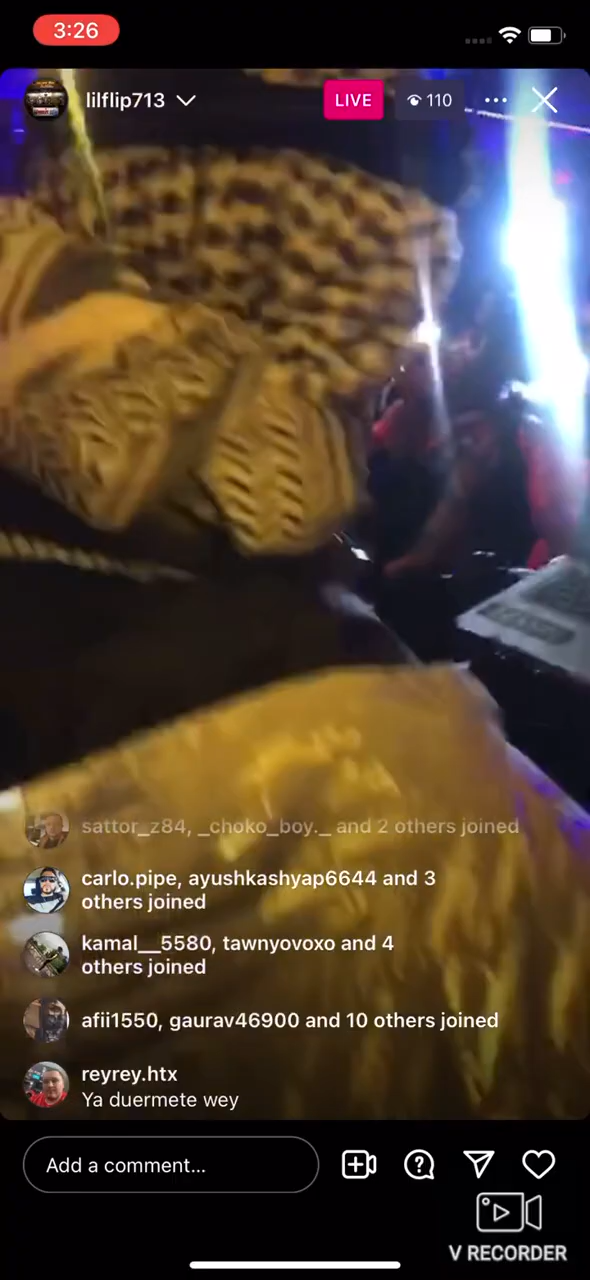 3:26
lilflip713
LIVE
110
sattor_z84, _choko_boy._ and 2 others joined
carlo.pipe, ayushkashyap6644 and 3
others joined
kamal__5580, tawnyovoxo and 4
others joined
afii1550, gaurav46900 and 10 others joined
reyrey.htx
Ya duermete wey
Add a comment...
V RECORDER